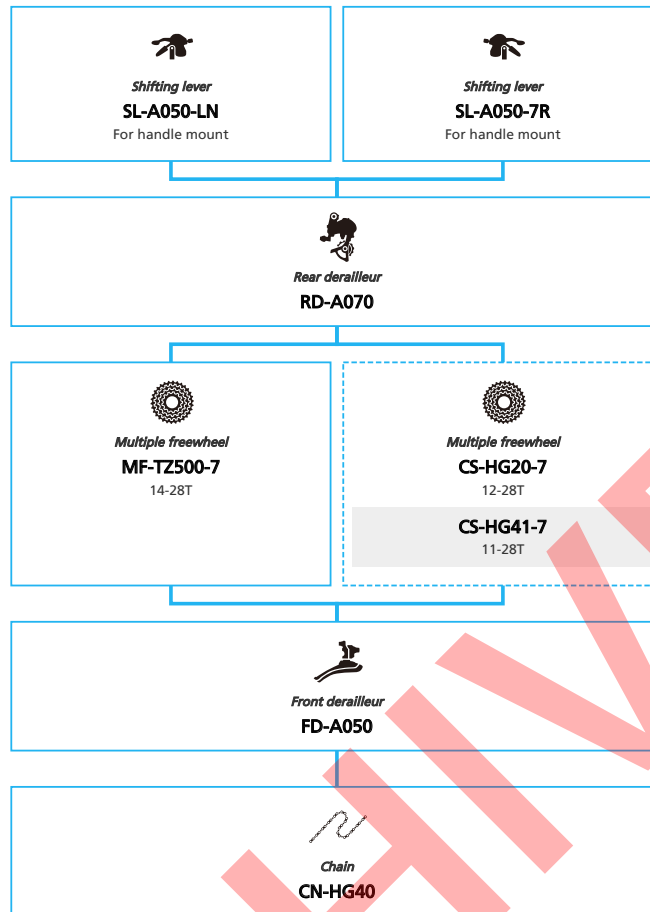 Shifting lever
SL-A050-LN
For handle mount
Shifting lever
SL-A050-7R
For handle mount
Rear derailleur
RD-A070
Multiple freewheel
MF-TZ500-7
14-28T
Multiple freewheel
CS-HG20-7
12-28T
CS-HG41-7
11-28T
Front derailleur
FD-A050
Chain
CN-HG40
HIV